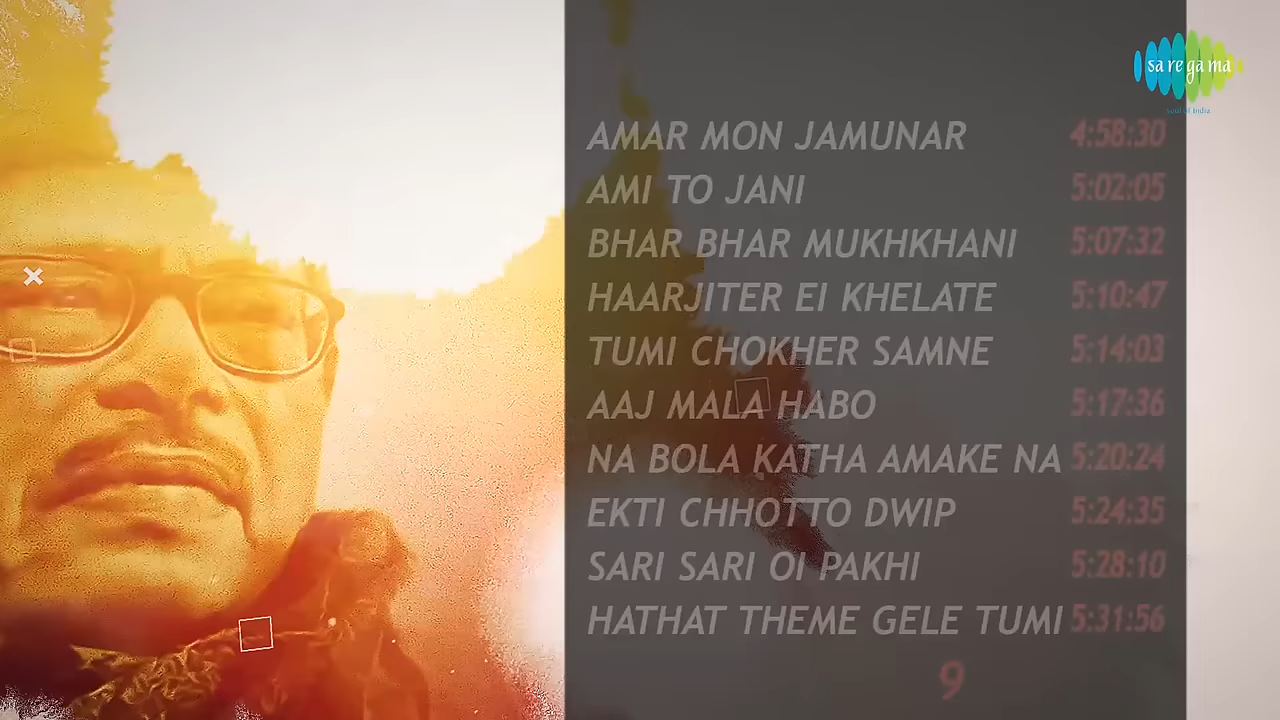 sa re ga ma
soul of India
AMAR MON JAMUNAR 4:58:30
AMI TO JANI 5:02:05
BHAR BHAR MUKHKHANI 5:07:32
HAARJITER EI KHELATE 5:10:47
TUMI CHOKHER SAMNE 5:14:03
AAJ MALA HABO 5:17:36
NA BOLA KATHA AMAKE NA 5:20:24
EKTI CHHOTTO DWIP 5:24:35
SARI SARI OI PAKHI 5:28:10
HATHAT THEME GELE TUMI 5:31:56
9